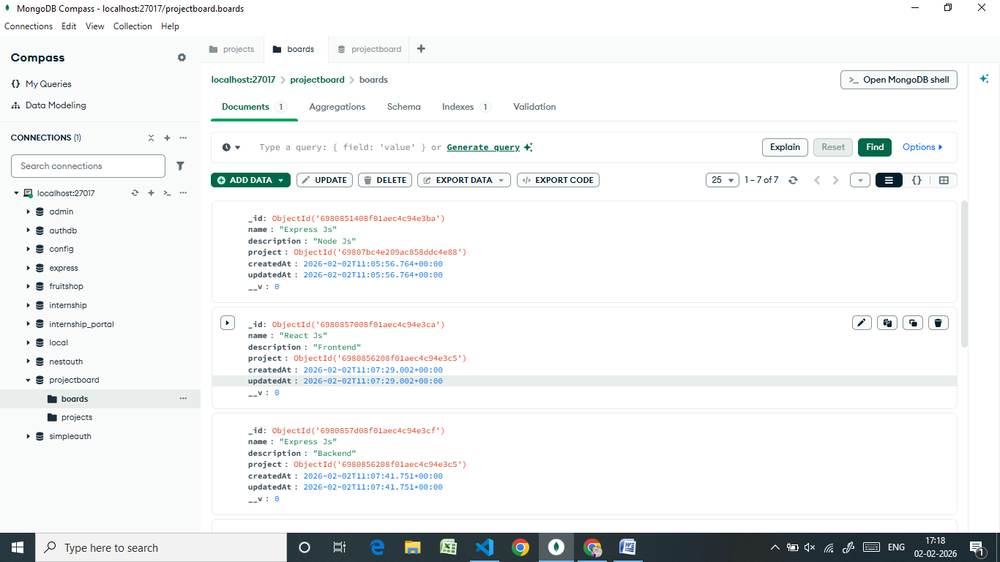 MongoDB Compass - localhost:27017/projectboard.boards
Connections Edit View Collection Help
Compass
My Queries
Data Modeling
CONNECTIONS (1)
Search connections
localhost:27017
admin
authdb
config
express
fruitshop
internship
internship_portal
local
nestauth
projectboard
boards
projects
simpleauth
projects boards projectboard
localhost:27017 > projectboard > boards
>_ Open MongoDB shell
Documents 1 Aggregations Schema Indexes 1 Validation
Type a query: { field: 'value' } or Generate query
Explain Reset Find Options
ADD DATA UPDATE DELETE EXPORT DATA EXPORT CODE
25 1 – 7 of 7
_id: ObjectId('6980851408f01aec4c94e3ba')
name : "Express Js"
description : "Node Js"
project : ObjectId('69807bc4e209ac858ddc4e88')
createdAt : 2026-02-02T11:05:56.764+00:00
updatedAt : 2026-02-02T11:05:56.764+00:00
__v : 0
_id: ObjectId('6980857008f01aec4c94e3ca')
name : "React Js"
description : "Frontend"
project : ObjectId('6980856208f01aec4c94e3c5')
createdAt : 2026-02-02T11:07:29.002+00:00
updatedAt : 2026-02-02T11:07:29.002+00:00
__v : 0
_id: ObjectId('6980857d08f01aec4c94e3cf')
name : "Express Js"
description : "Backend"
project : ObjectId('6980856208f01aec4c94e3c5')
createdAt : 2026-02-02T11:07:41.751+00:00
updatedAt : 2026-02-02T11:07:41.751+00:00
__v : 0
Type here to search
ENG
17:18
02-02-2026
1